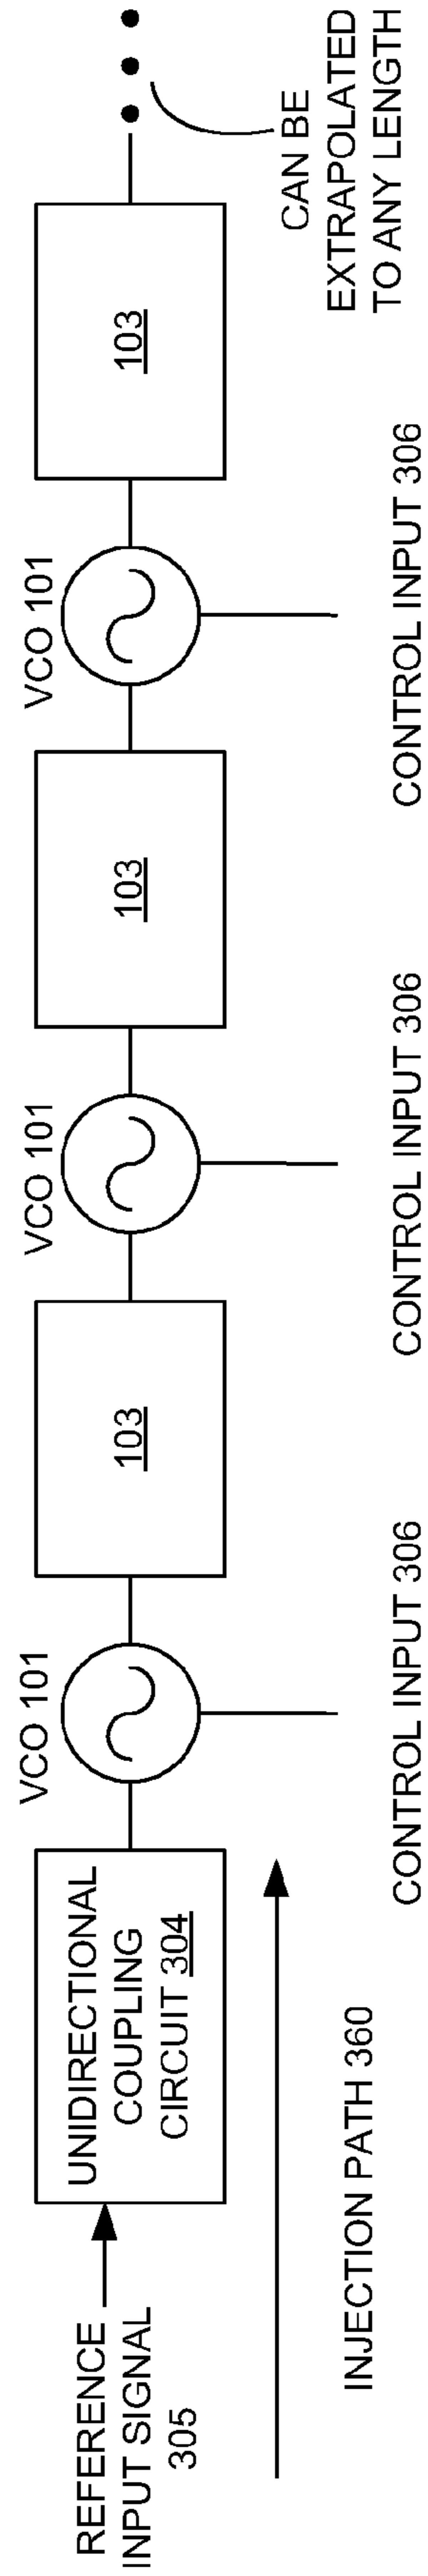 REFERENCE
INPUT SIGNAL
305
UNIDIRECTIONAL
COUPLING
CIRCUIT 304
INJECTION PATH 360
VCO 101
CONTROL INPUT 306
103
VCO 101
CONTROL INPUT 306
103
VCO 101
CONTROL INPUT 306
103
CAN BE
EXTRAPOLATED
TO ANY LENGTH